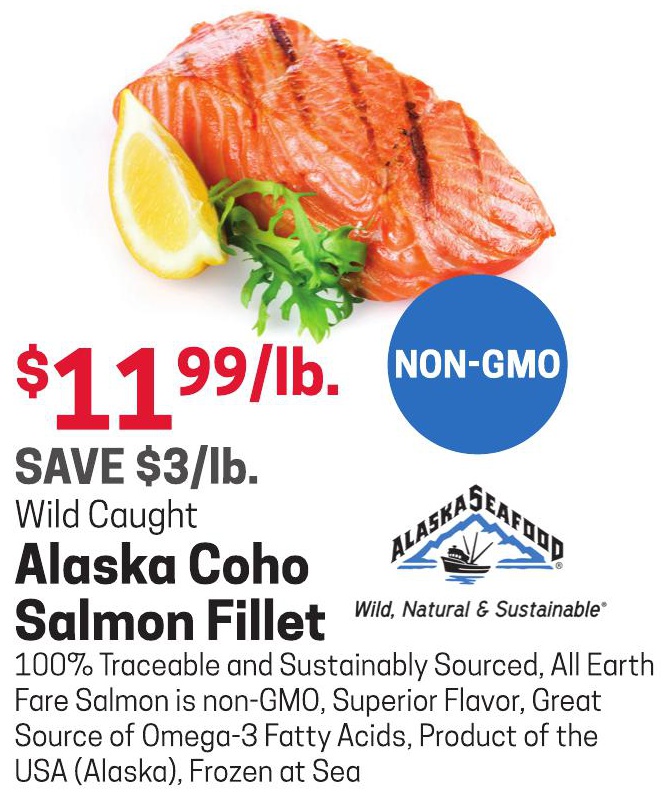 $11 99/lb.
NON-GMO
SAVE $3/lb.
Wild Caught
Alaska Coho
Salmon Fillet
ALASKA SEAFOOD®
Wild, Natural & Sustainable®
100% Traceable and Sustainably Sourced, All Earth
Fare Salmon is non-GMO, Superior Flavor, Great
Source of Omega-3 Fatty Acids, Product of the
USA (Alaska), Frozen at Sea